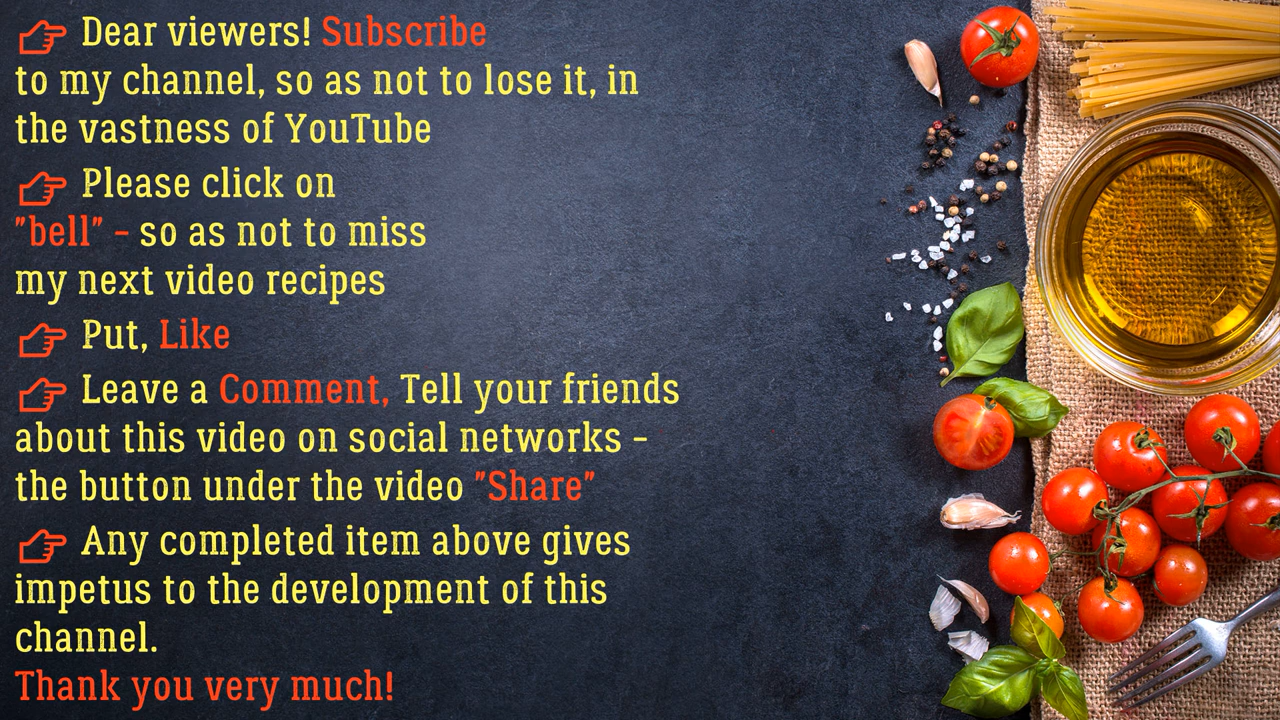 Dear viewers! Subscribe
to my channel, so as not to lose it, in
the vastness of YouTube
Please click on
"bell" - so as not to miss
my next video recipes
Put, Like
Leave a Comment, Tell your friends
about this video on social networks -
the button under the video "Share"
Any completed item above gives
impetus to the development of this
channel.
Thank you very much!